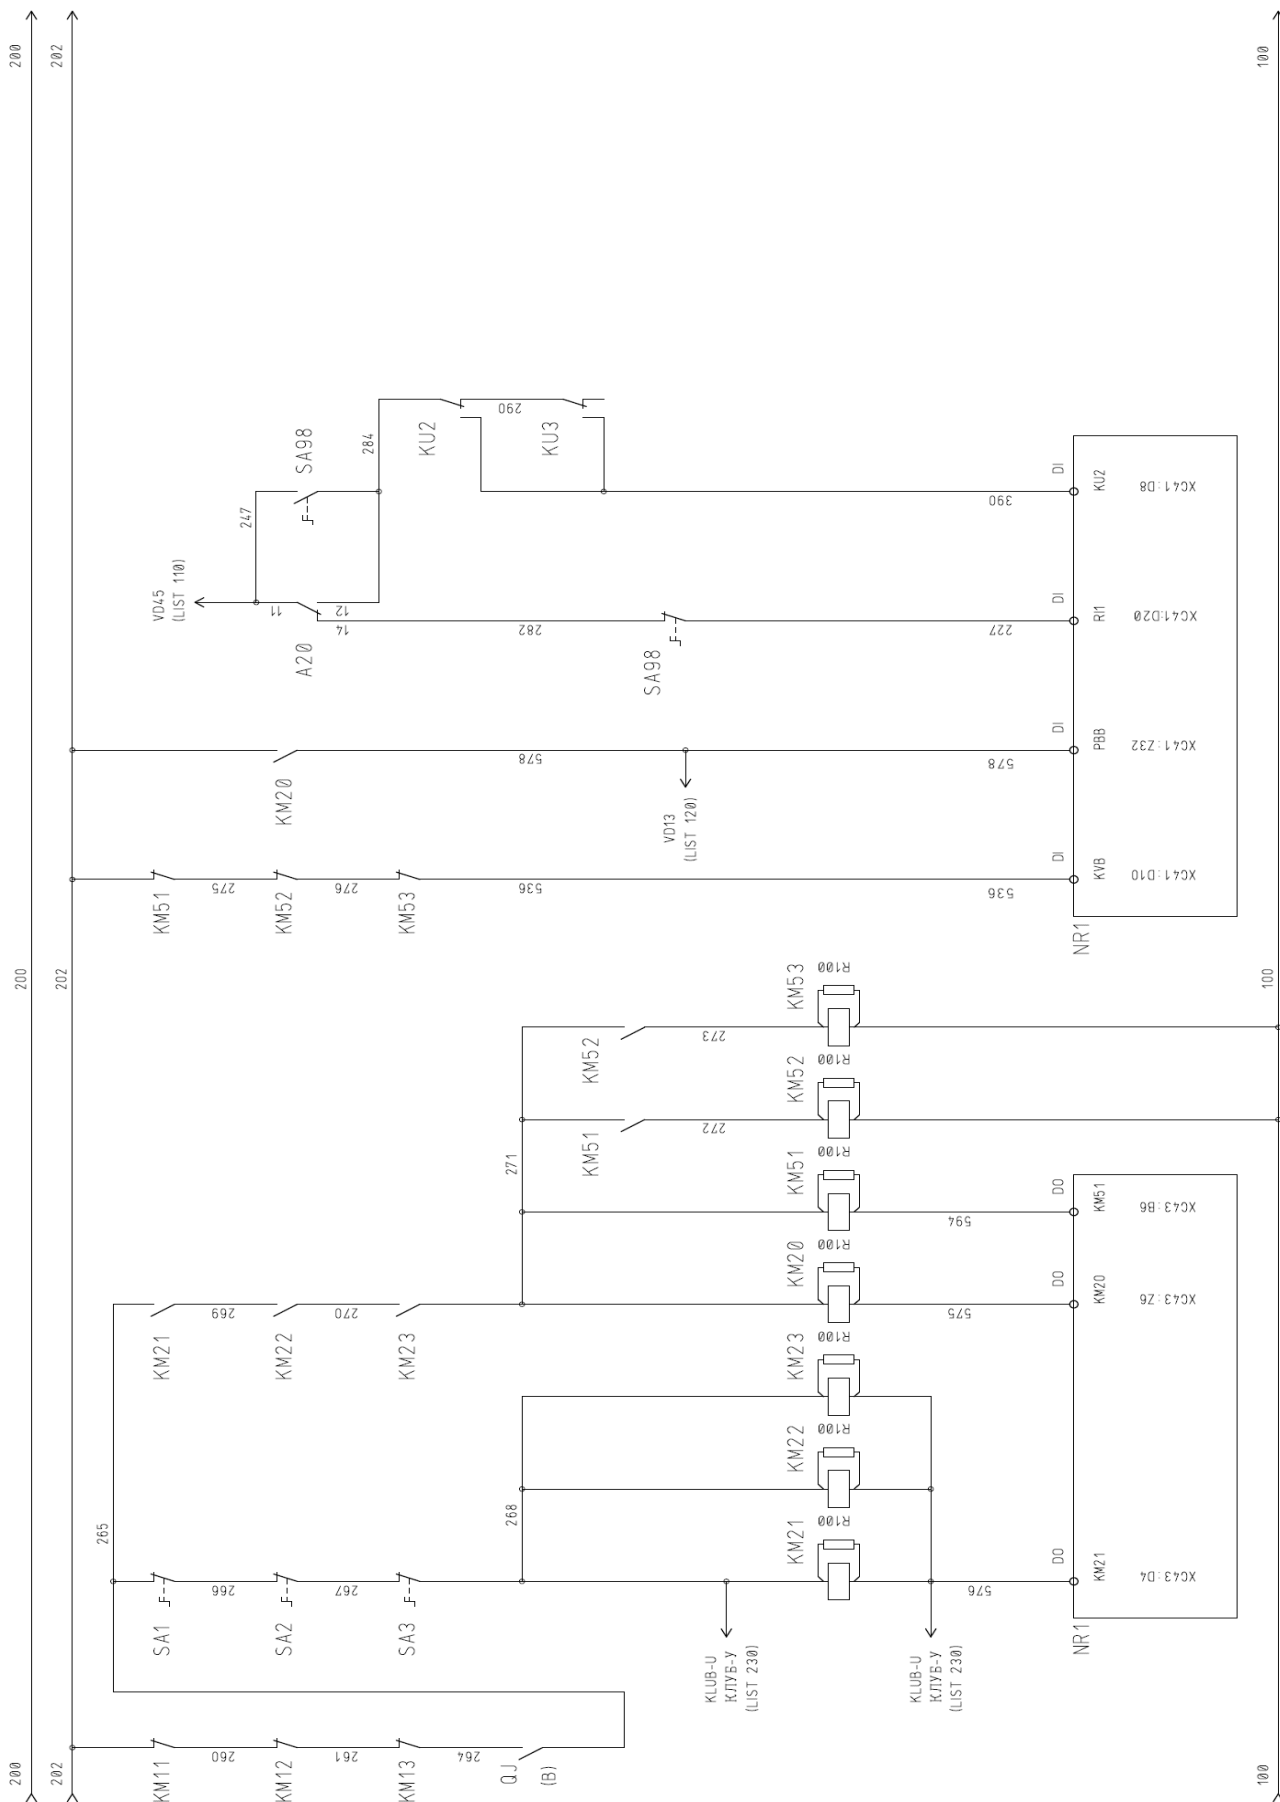 200
200
200
202
202
202
KM11
260
KM12
261
KM13
264
QJ
(B)
265
SA1
266
SA2
267
SA3
268
KM21
269
KM22
270
KM23
271
KM51
272
KM52
273
KLUB-U
КЛУБ-У
(LIST 230)
KLUB-U
КЛУБ-У
(LIST 230)
KM21
R100
KM22
R100
KM23
R100
KM20
R100
KM51
R100
KM52
R100
KM53
R100
576
575
594
NR1
DO
KM21
XC43:D4
DO
KM20
XC43:Z6
DO
KM51
XC43:B6
KM51
275
KM52
276
KM53
536
536
KM20
578
VD13
(LIST 120)
578
VD45
(LIST 110)
247
11
12
14
A20
SA98
284
282
SA98
227
KU2
290
KU3
390
NR1
DI
KVB
XC41:D10
DI
PBB
XC41:Z32
DI
RI1
XC41:D20
DI
KU2
XC41:D8
100
100
100